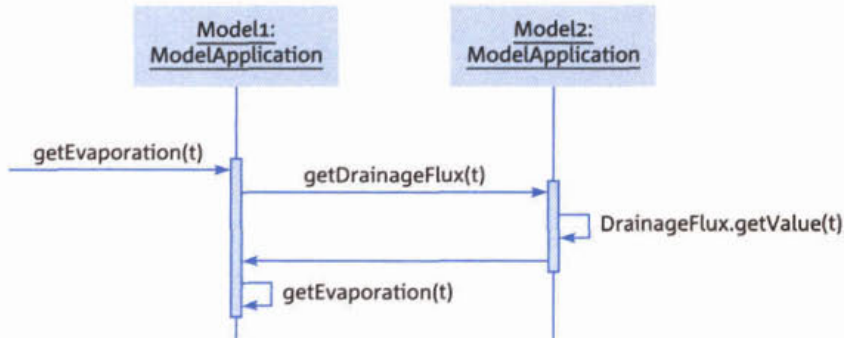 Model1:
ModelApplication
Model2:
ModelApplication
getEvaporation(t)
getDrainageFlux(t)
DrainageFlux.getValue(t)
getEvaporation(t)